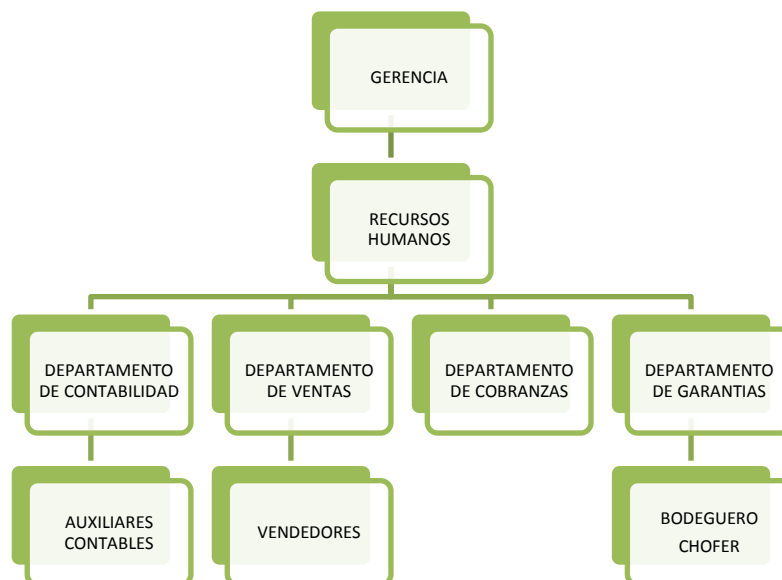 GERENCIA
RECURSOS
HUMANOS
DEPARTAMENTO
DE CONTABILIDAD
DEPARTAMENTO
DE VENTAS
DEPARTAMENTO
DE COBRANZAS
DEPARTAMENTO
DE GARANTIAS
AUXILIARES
CONTABLES
VENDEDORES
BODEGUERO
CHOFER